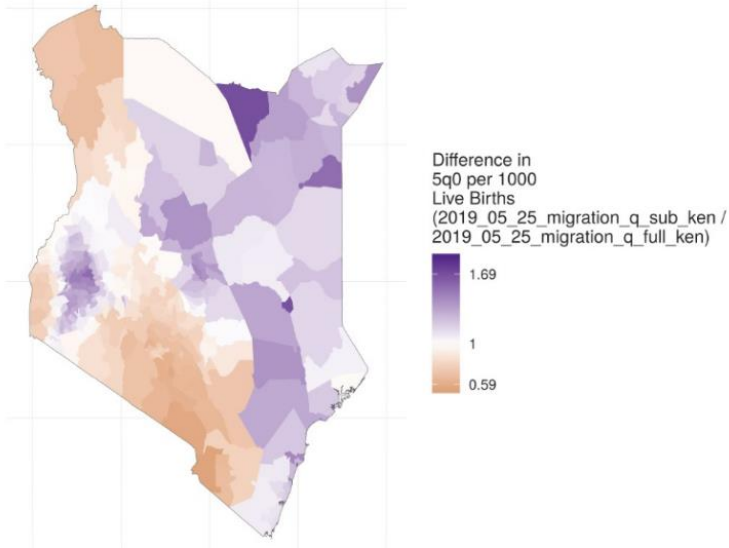 Difference in
5q0 per 1000
Live Births
(2019_05_25_migration_q_sub_ken /
2019_05_25_migration_q_full_ken)
1.69
1
0.59